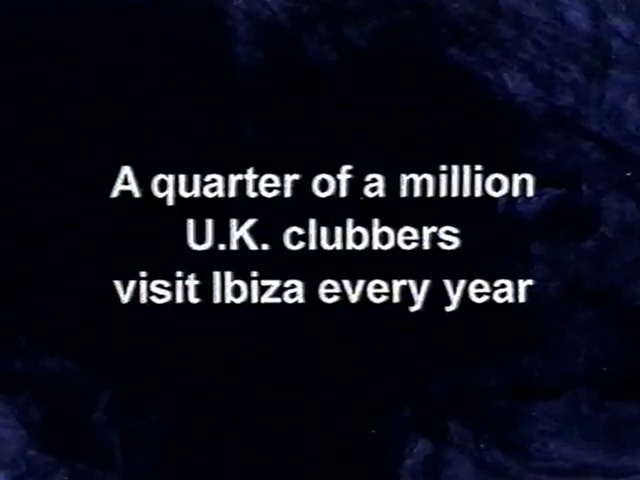 A quarter of a million
U.K. clubbers
visit Ibiza every year